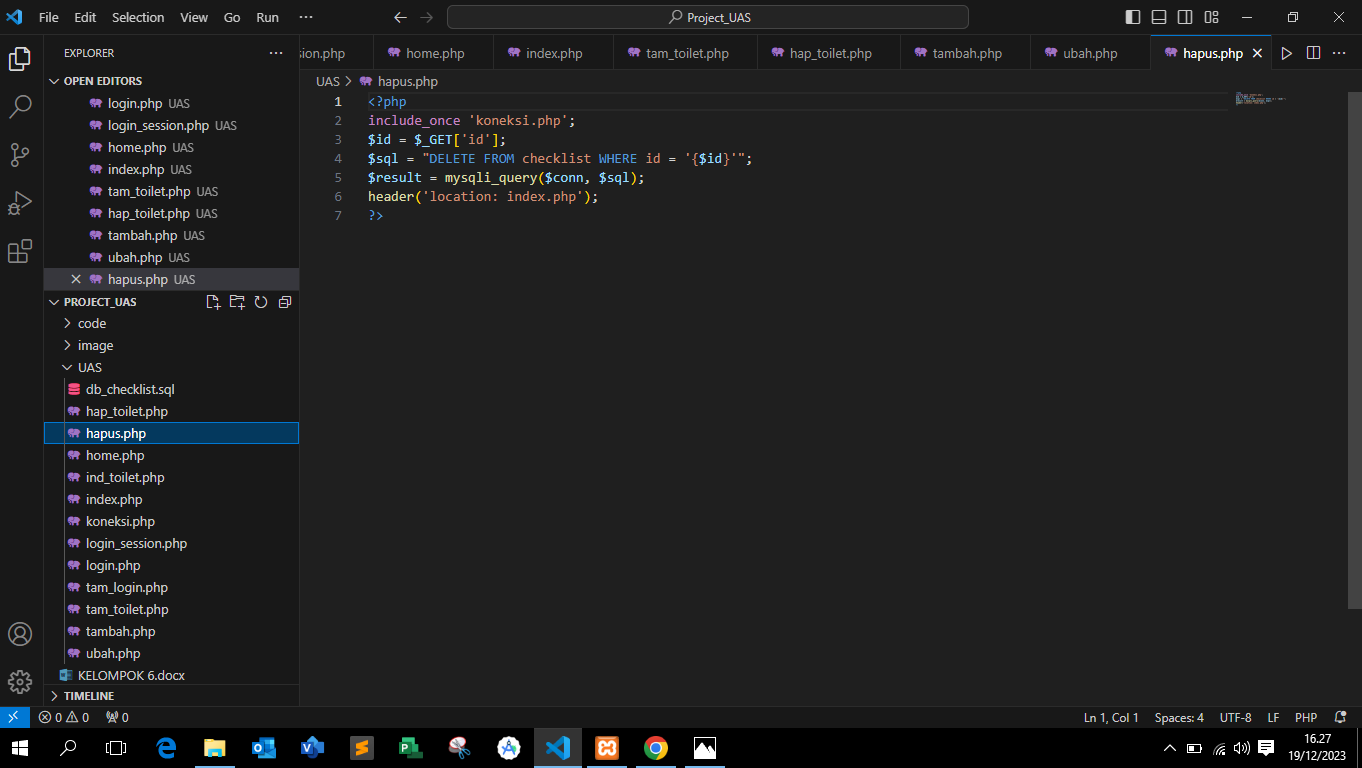 File Edit Selection View Go Run ··· Project_UAS
EXPLORER ···
sion.php home.php index.php tam_toilet.php hap_toilet.php tambah.php ubah.php hapus.php ···
OPEN EDITORS
login.php UAS
login_session.php UAS
home.php UAS
index.php UAS
tam_toilet.php UAS
hap_toilet.php UAS
tambah.php UAS
ubah.php UAS
hapus.php UAS
PROJECT_UAS
code
image
UAS
db_checklist.sql
hap_toilet.php
hapus.php
home.php
ind_toilet.php
index.php
koneksi.php
login_session.php
login.php
tam_login.php
tam_toilet.php
tambah.php
ubah.php
KELOMPOK 6.docx
TIMELINE
UAS > hapus.php
1 <?php
2 include_once 'koneksi.php';
3 $id = $_GET['id'];
4 $sql = "DELETE FROM checklist WHERE id = '{$id}'";
5 $result = mysqli_query($conn, $sql);
6 header('location: index.php');
7 ?>
0 0 0 Ln 1, Col 1 Spaces: 4 UTF-8 LF PHP
16.27
19/12/2023